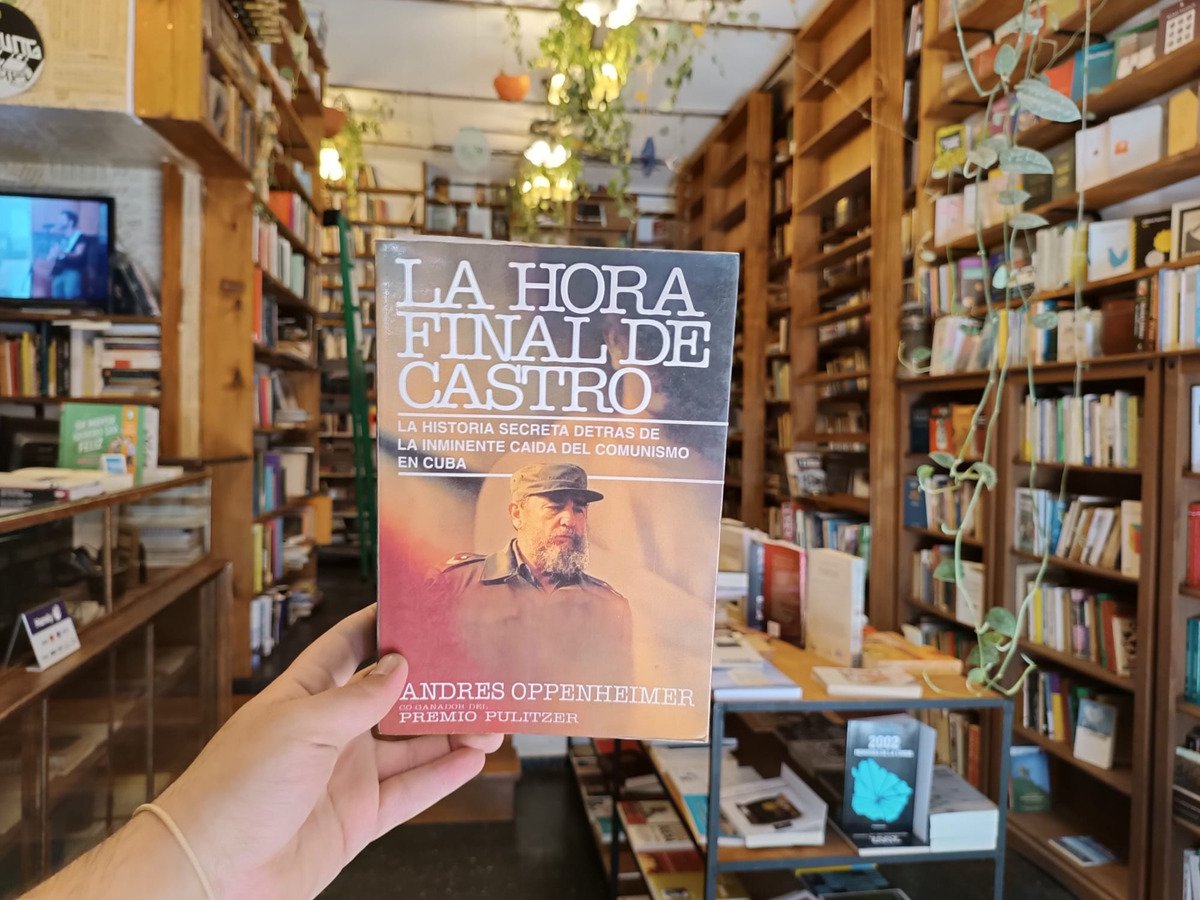 LA HORA
FINAL DE
CASTRO
LA HISTORIA SECRETA DETRAS DE
LA INMINENTE CAIDA DEL COMUNISMO
EN CUBA
ANDRES OPPENHEIMER
CO-GANADOR DEL
PREMIO PULITZER
2002